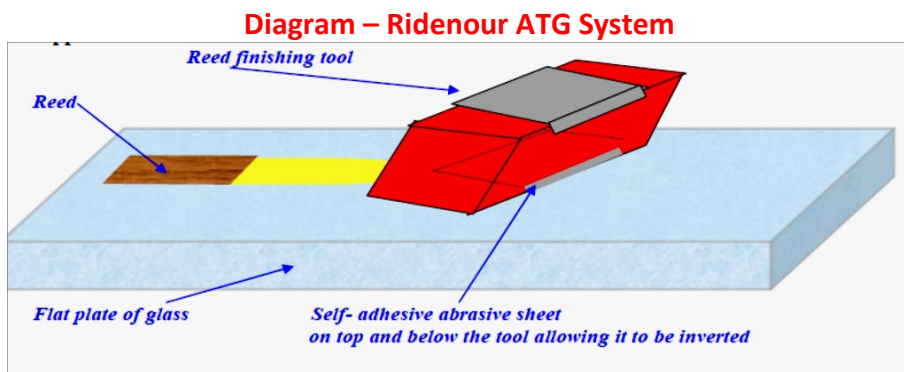 Diagram – Ridenour ATG System
Reed finishing tool
Reed
Flat plate of glass
Self- adhesive abrasive sheet
on top and below the tool allowing it to be inverted